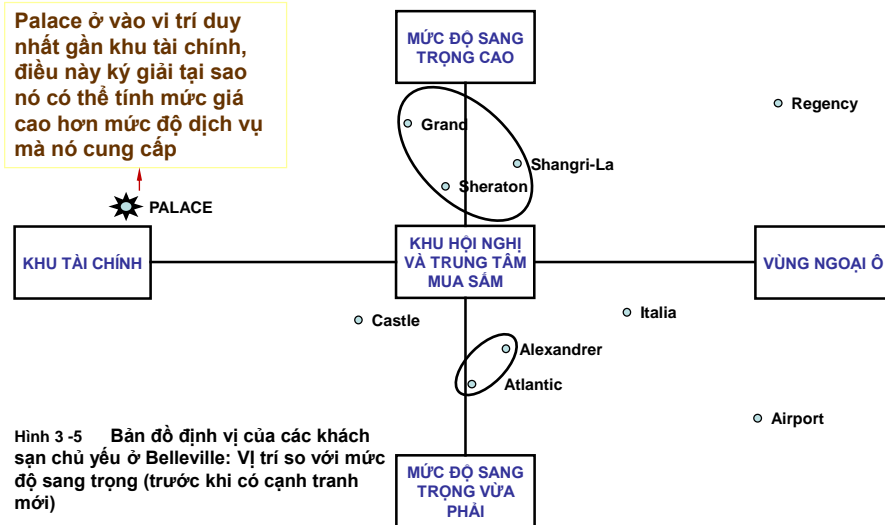 Palace ở vào vi trí duy
nhất gần khu tài chính,
điều này ký giải tại sao
nó có thể tính mức giá
cao hơn mức độ dịch vụ
mà nó cung cấp
MỨC ĐỘ SANG
TRỌNG CAO
Regency
Grand
Shangri-La
Sheraton
PALACE
KHU TÀI CHÍNH
KHU HỘI NGHỊ
VÀ TRUNG TÂM
MUA SẮM
VÙNG NGOẠI Ô
Castle
Italia
Alexandrer
Atlantic
Airport
Hình 3 -5 Bản đồ định vị của các khách
sạn chủ yếu ở Belleville: Vị trí so với mức
độ sang trọng (trước khi có cạnh tranh
mới)
MỨC ĐỘ SANG
TRỌNG VỪA
PHẢI